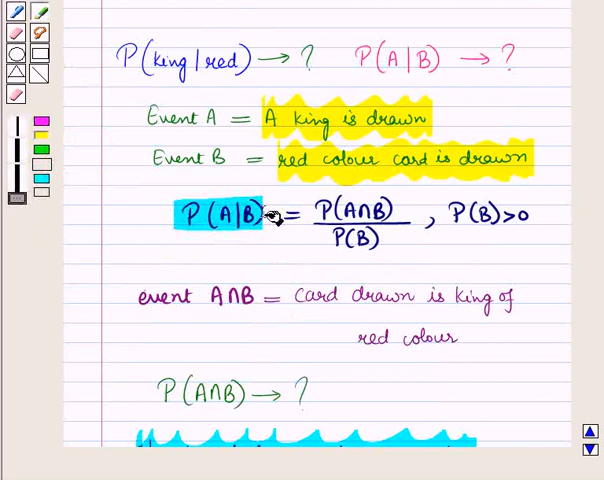 P(king|red) → ? P(A|B) → ?
Event A = A king is drawn
Event B = red colour card is drawn
P(A|B) = P(A∩B)/P(B) , P(B)>0
event A∩B = card drawn is king of
red colour
P(A∩B) → ?